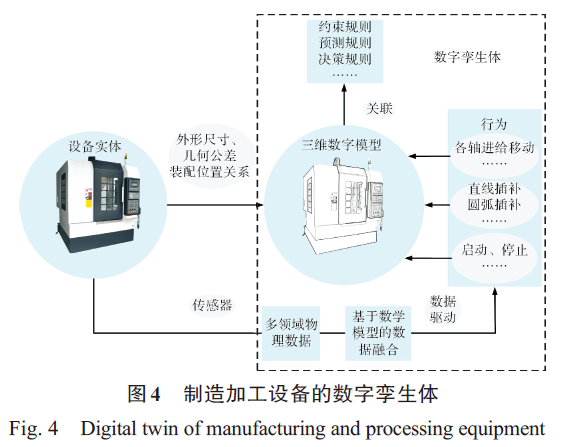 约束规则
预测规则
决策规则
……
数字孪生体
关联
设备实体
外形尺寸、
几何公差
装配位置关系
三维数字模型
行为
各轴进给移动
……
直线插补
圆弧插补
……
启动、停止
……
传感器
多领域物
理数据
基于数学
模型的数
据融合
数据
驱动
图4 制造加工设备的数字孪生体
Fig. 4 Digital twin of manufacturing and processing equipment